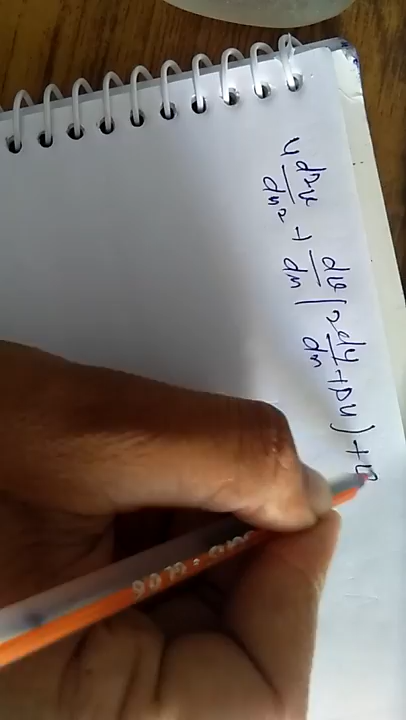 u d²v/dx² + dv/dx (2 du/dx + pu) + v